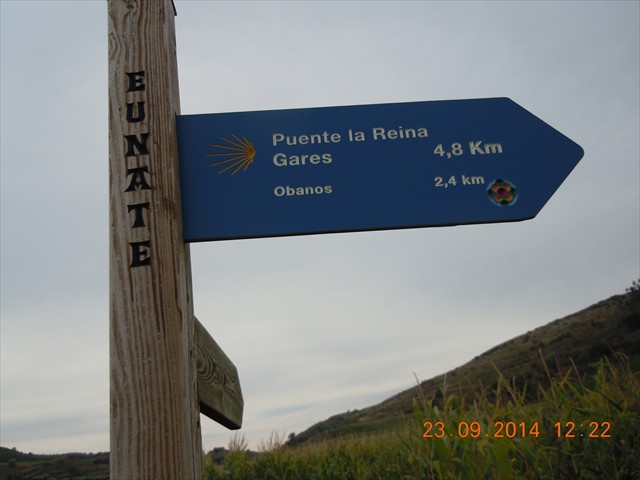 EUNATE
Puente la Reina
Gares
4,8 Km
Obanos
2,4 km
23.09.2014 12:22